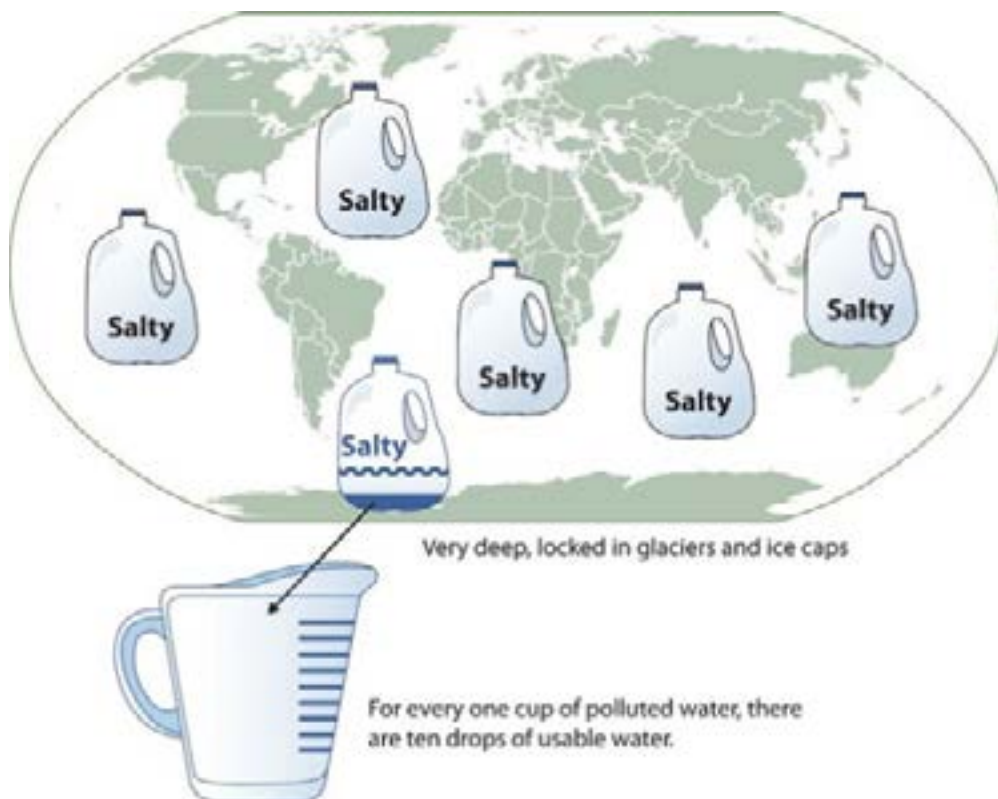 Salty
Salty
Salty
Salty
Salty
Salty
Very deep, locked in glaciers and ice caps
For every one cup of polluted water, there
are ten drops of usable water.